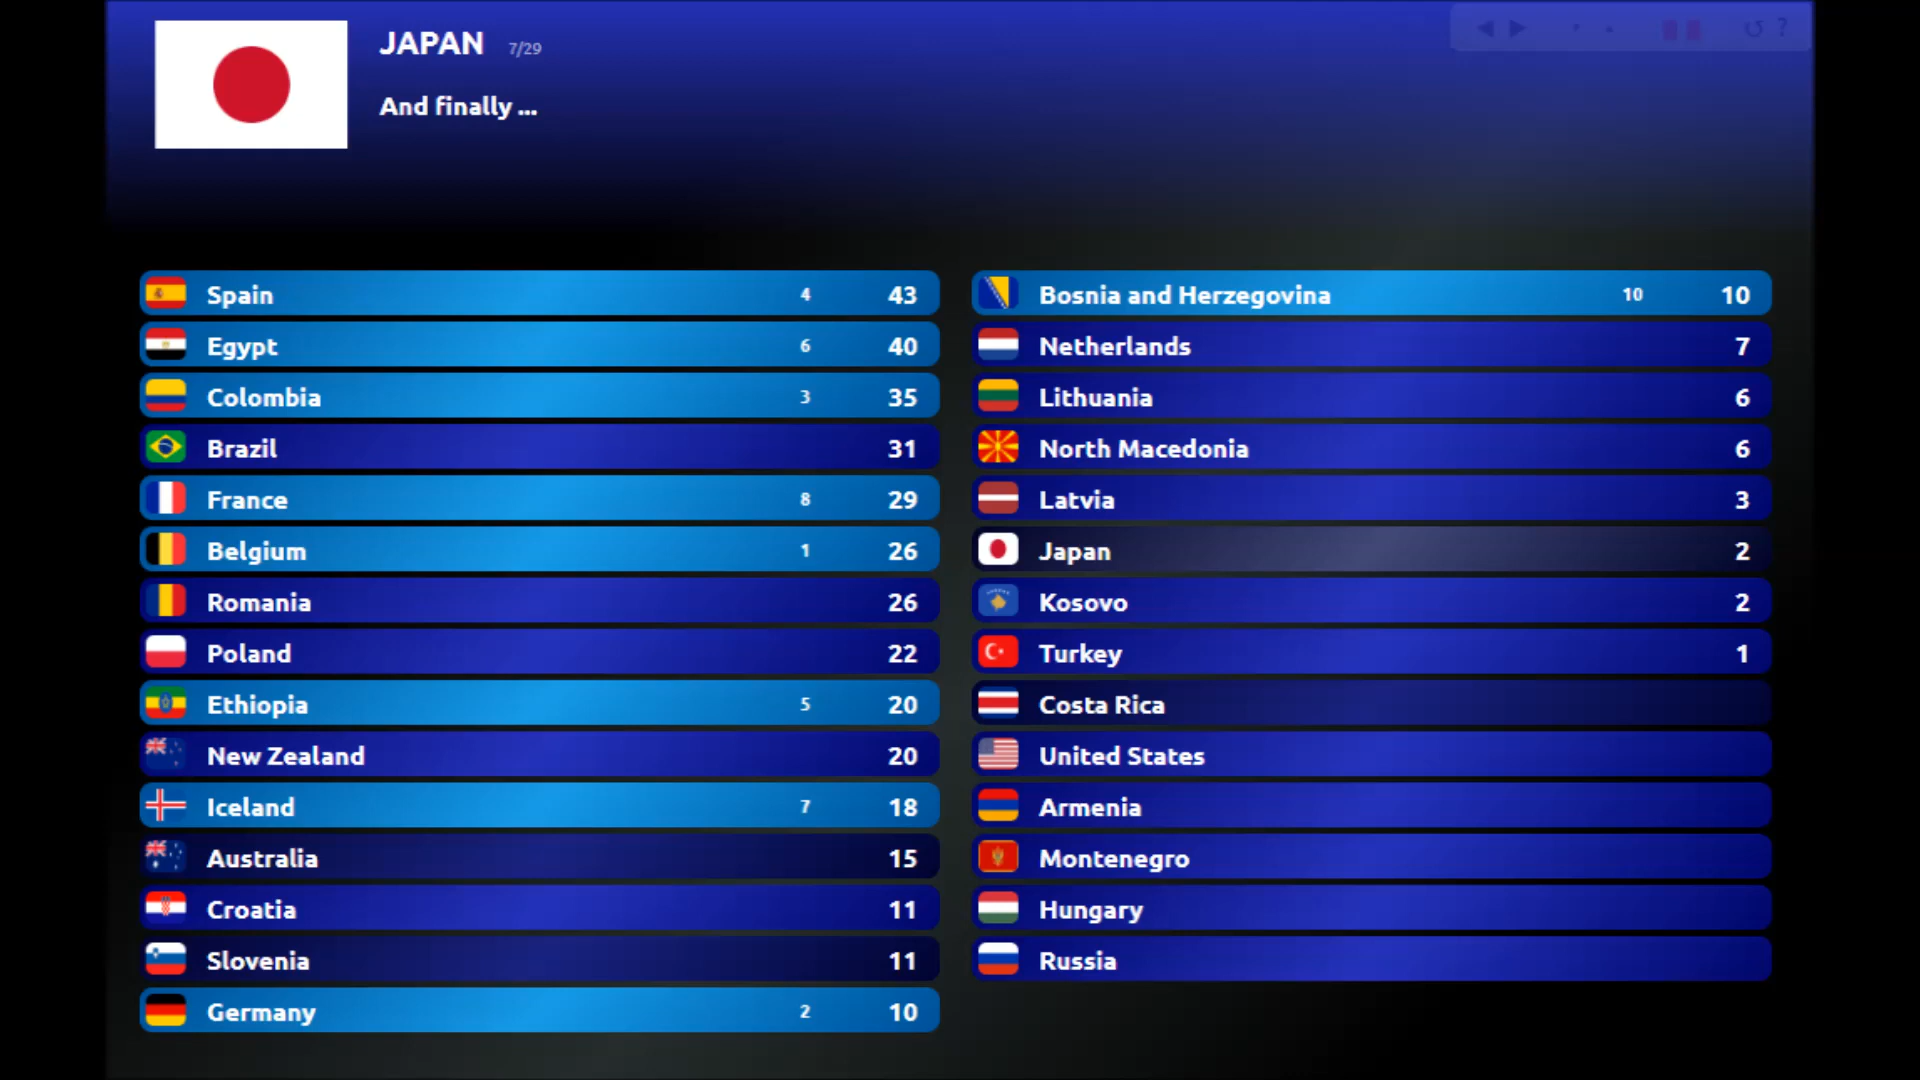 JAPAN 7/29
?
And finally ...
Spain 4 43
Egypt 6 40
Colombia 3 35
Brazil 31
France 8 29
Belgium 1 26
Romania 26
Poland 22
Ethiopia 5 20
New Zealand 20
Iceland 7 18
Australia 15
Croatia 11
Slovenia 11
Germany 2 10
Bosnia and Herzegovina 10 10
Netherlands 7
Lithuania 6
North Macedonia 6
Latvia 3
Japan 2
Kosovo 2
Turkey 1
Costa Rica
United States
Armenia
Montenegro
Hungary
Russia